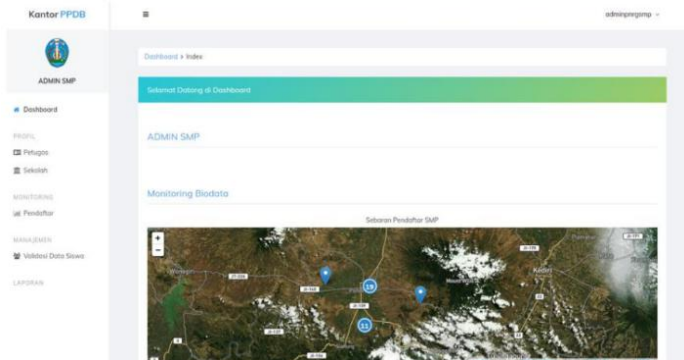 Kantor PPDB
adminpnrgsmp
ADMIN SMP
Dashboard > Index
Selamat Datang di Dashboard
Dashboard
PROFIL
Petugas
Sekolah
MONITORING
Pendaftar
MANAJEMEN
Validasi Data Siswa
LAPORAN
ADMIN SMP
Monitoring Biodata
Sebaran Pendaftar SMP
+
−
19
11
Kediri